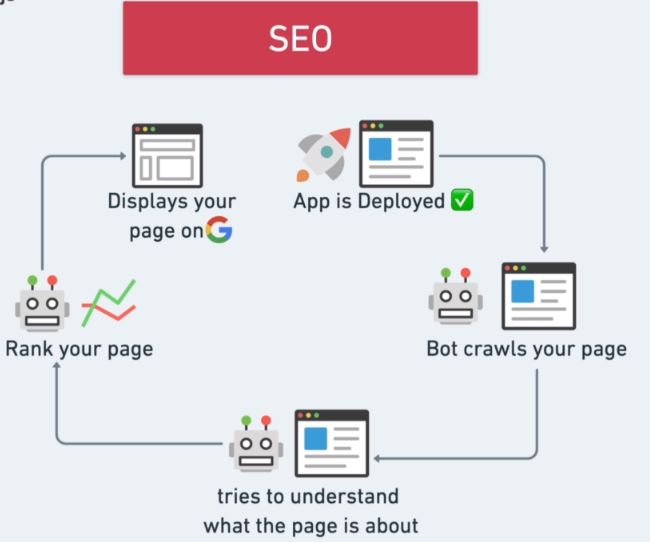 SEO
App is Deployed ✅
Bot crawls your page
tries to understand
what the page is about
Rank your page
Displays your
page on G